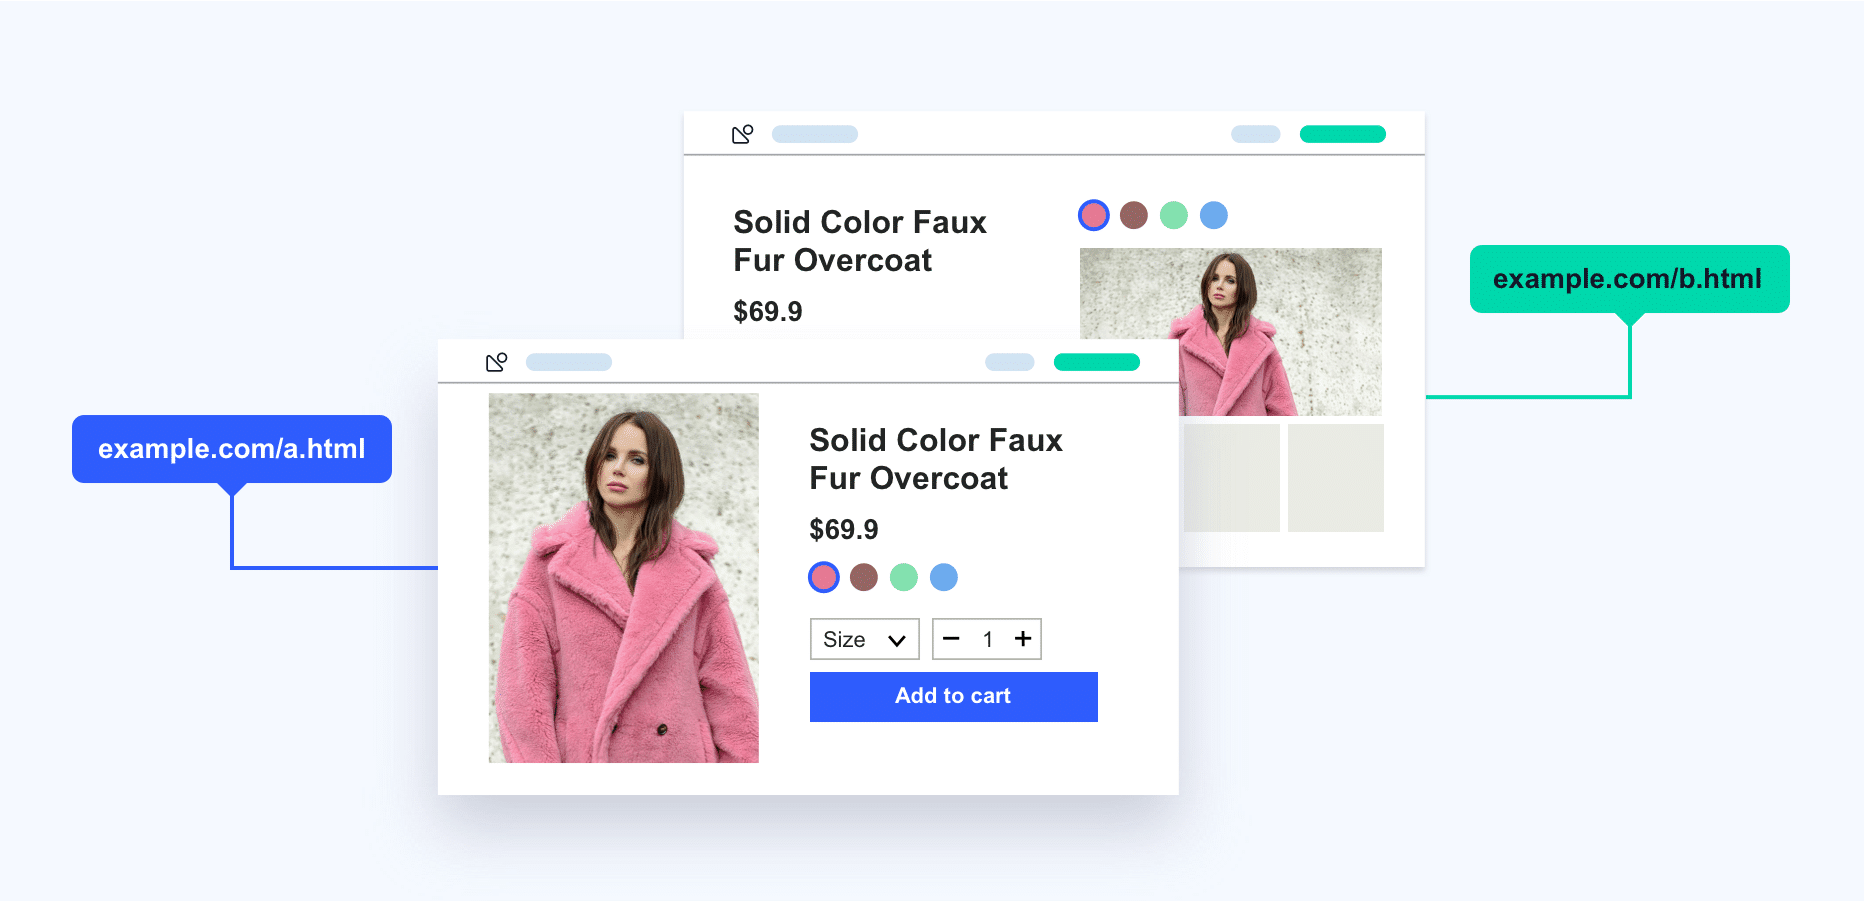 Solid Color Faux
Fur Overcoat
$69.9
example.com/b.html
example.com/a.html
Solid Color Faux
Fur Overcoat
$69.9
Size
1
Add to cart